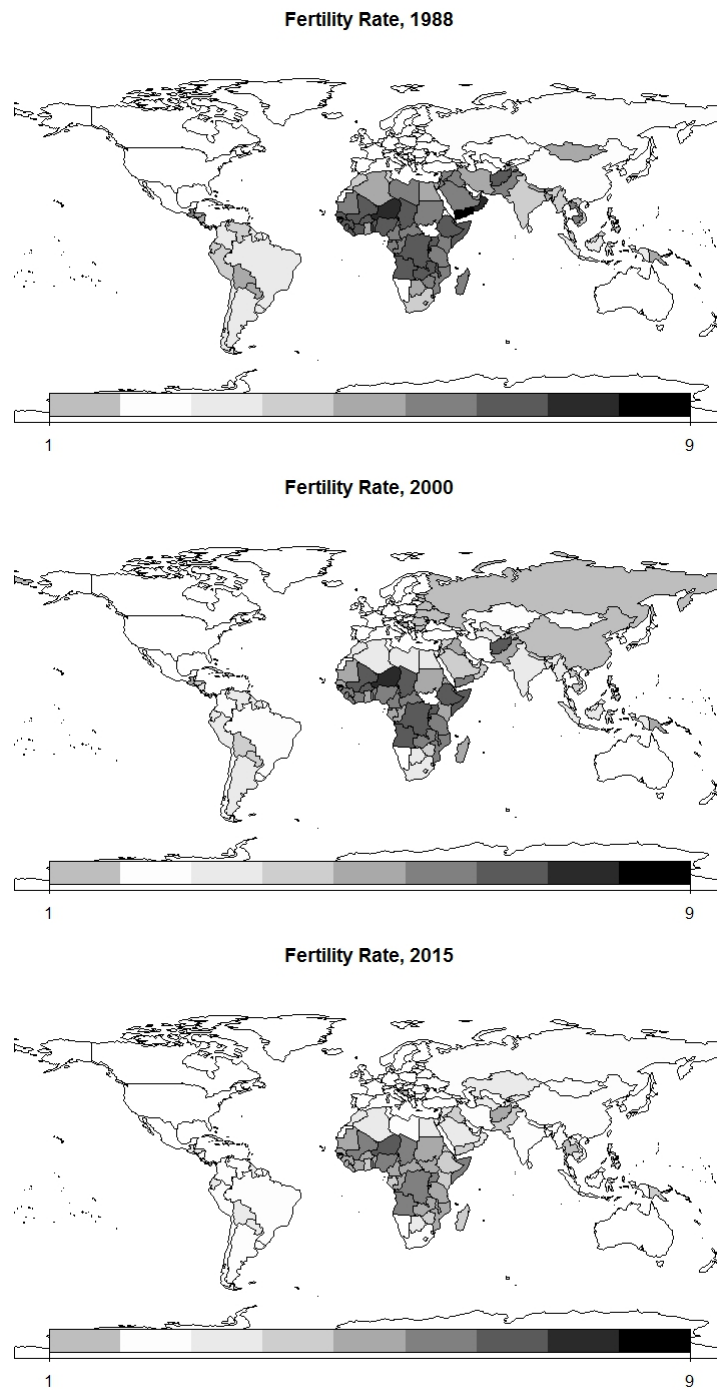 Fertility Rate, 1988
1 9
Fertility Rate, 2000
1 9
Fertility Rate, 2015
1 9